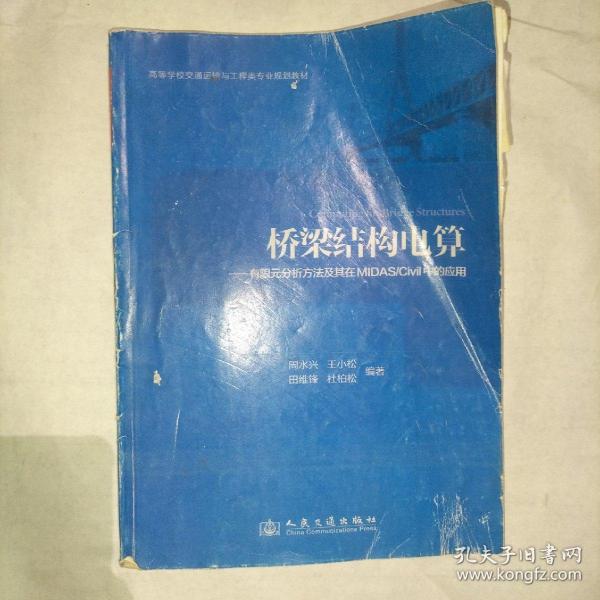 高等学校交通运输与工程类专业规划教材
Computing for Bridge Structures
桥梁结构电算
——有限元分析方法及其在MIDAS/Civil中的应用
周水兴 王小松
田维锋 杜柏松 编著
人民交通出版社
China Communications Press
孔夫子旧书网
www.kongfz.com